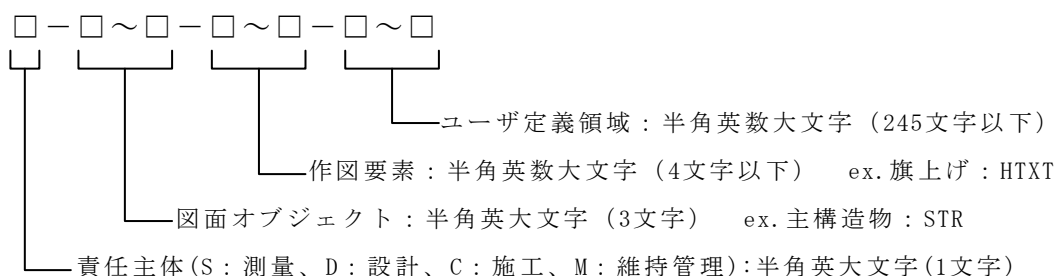 □－□～□－□～□－□～□
ユーザ定義領域：半角英数大文字（245文字以下）
作図要素：半角英数大文字（4文字以下）　ex.旗上げ：HTXT
図面オブジェクト：半角英大文字（3文字）　ex.主構造物：STR
責任主体(S：測量、D：設計、C：施工、M：維持管理)：半角英大文字(1文字)